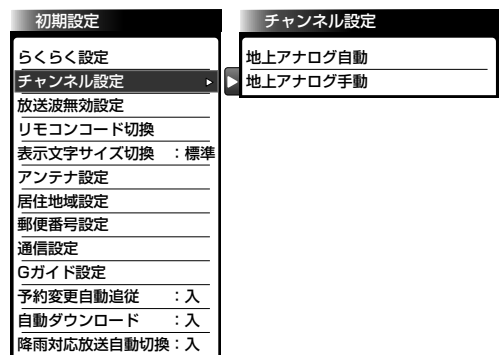 初期設定
らくらく設定
チャンネル設定
放送波無効設定
リモコンコード切換
表示文字サイズ切換 ：標準
アンテナ設定
居住地域設定
郵便番号設定
通信設定
Gガイド設定
予約変更自動追従 ：入
自動ダウンロード ：入
降雨対応放送自動切換：入
チャンネル設定
地上アナログ自動
地上アナログ手動